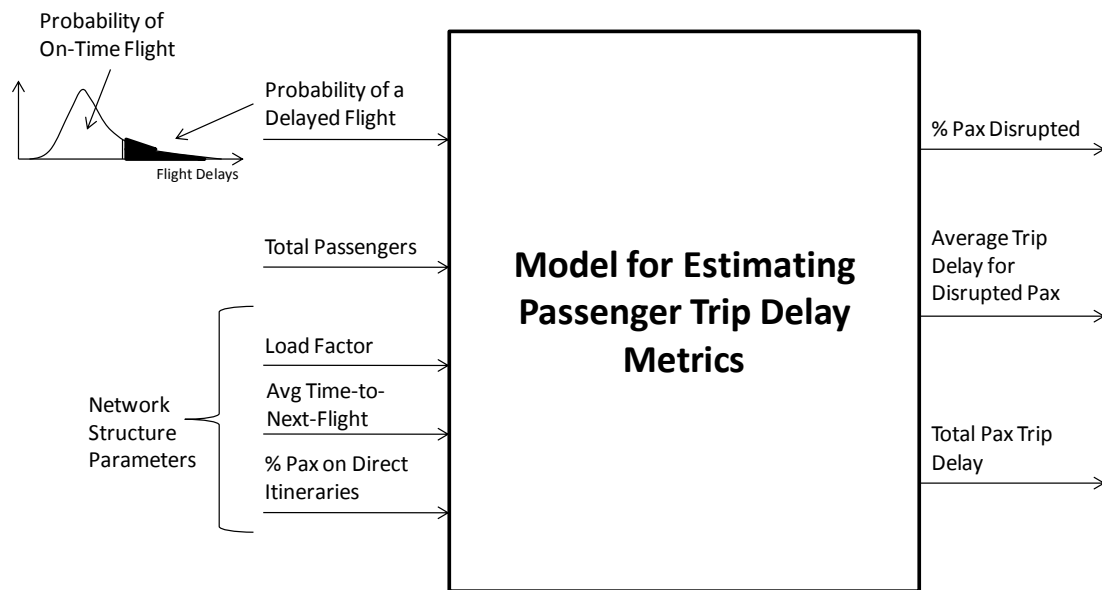 Probability of
On-Time Flight
Probability of a
Delayed Flight
Flight Delays
Total Passengers
Load Factor
Avg Time-to-
Next-Flight
% Pax on Direct
Itineraries
Network
Structure
Parameters
Model for Estimating
Passenger Trip Delay
Metrics
% Pax Disrupted
Average Trip
Delay for
Disrupted Pax
Total Pax Trip
Delay